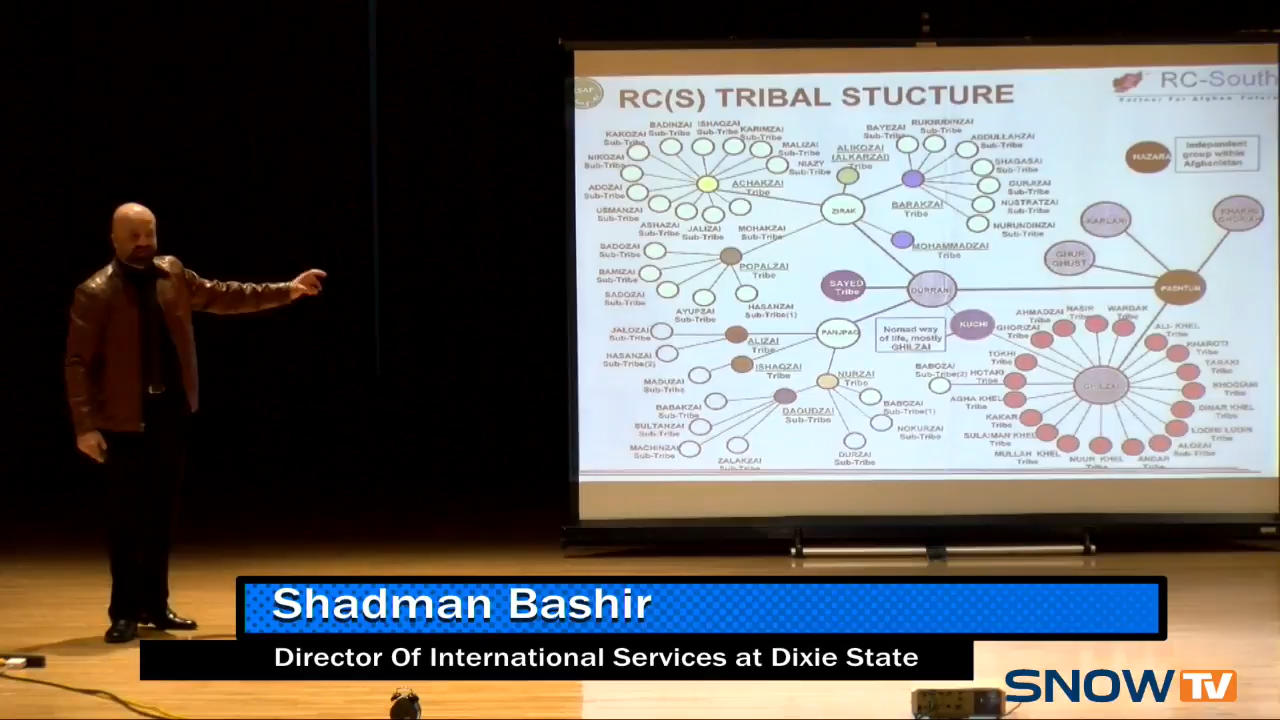 RC(S) TRIBAL STUCTURE
RC-South
ISAF
BADINZAI
Sub-Tribe
ISHAQZAI
Sub-Tribe
KARIMZAI
Sub-Tribe
KAKOZAI
Sub-Tribe
MALIZAI
Sub-Tribe
NIKOZAI
Sub-Tribe
NIAZY
Sub-Tribe
ADOZAI
Sub-Tribe
ACHAKZAI
Tribe
USMANZAI
Sub-Tribe
ASHAZAI
Sub-Tribe
JALIZAI
Sub-Tribe
MOHAKZAI
Sub-Tribe
ALIKOZAI
(ALKARZAI)
Tribe
BAYEZAI
Sub-Tribe
RUKNUDINZAI
Sub-Tribe
ABDULLAHZAI
Sub-Tribe
SHAGASAI
Sub-Tribe
GURJIZAI
Sub-Tribe
NUSTRATZAI
Sub-Tribe
NURUNDINZAI
Sub-Tribe
BARAKZAI
Tribe
MOHAMMADZAI
Tribe
ZIRAK
HAZARA
Independent
group within
Afghanistan
KARLANI
GHUR
GHUST
PASHTUN
SADOZAI
Sub-Tribe
BAMIZAI
Sub-Tribe
SADOZAI
Sub-Tribe
POPALZAI
Tribe
AYUPZAI
Sub-Tribe
HASANZAI
Sub-Tribe(1)
SAYED
Tribe
DURRANI
KUCHI
Nomad way
of life, mostly
GHILZAI
PANJPAO
JALOZAI
Sub-Tribe
HASANZAI
Sub-Tribe(2)
ALIZAI
Tribe
ISHAQZAI
Tribe
MADUZAI
Sub-Tribe
NURZAI
Tribe
BABOZAI
Sub-Tribe(2)
BABAKZAI
Sub-Tribe
DAOUDZAI
Sub-Tribe
BABOZAI
Sub-Tribe(1)
SULTANZAI
Sub-Tribe
NOKURZAI
Sub-Tribe
MACHINZAI
Sub-Tribe
ZALAKZAI
Sub-Tribe
DURZAI
Sub-Tribe
GHILZAI
AHMADZAI
Tribe
NASIR
Tribe
WARDAK
Tribe
GHORIZAI
Tribe
ALI-KHEL
Tribe
KHAROTI
Tribe
TOKHI
Tribe
TARAKI
Tribe
HOTAKI
Tribe
KHOGIANI
Tribe
AGHA KHEL
Tribe
DINAR KHEL
Tribe
KAKAR
Tribe
LODHI LODIN
Tribe
SULAIMAN KHEL
Tribe
ALOZAI
Sub-Tribe
MULLAH KHEL
Tribe
NUUR KHEL
Tribe
ANDAR
Tribe
Shadman Bashir
Director Of International Services at Dixie State
SNOW TV